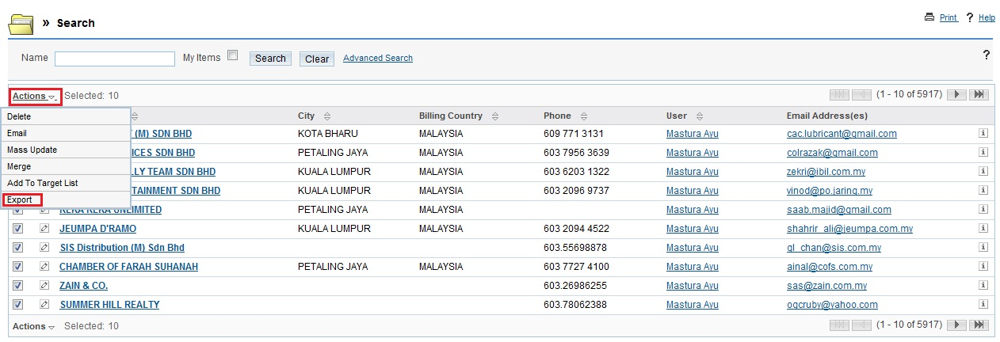 » Search
Print ? Help
Name My Items Search Clear Advanced Search ?
Actions Selected: 10 (1 - 10 of 5917)
Delete
Email
Mass Update
Merge
Add To Target List
Export
City Billing Country Phone User Email Address(es)
(M) SDN BHD KOTA BHARU MALAYSIA 609 771 3131 Mastura Ayu cac.lubricant@gmail.com
ICES SDN BHD PETALING JAYA MALAYSIA 603 7956 3639 Mastura Ayu colrazak@gmail.com
LLY TEAM SDN BHD KUALA LUMPUR MALAYSIA 603 6203 1322 Mastura Ayu zekri@ibil.com.my
TAINMENT SDN BHD KUALA LUMPUR MALAYSIA 603 2096 9737 Mastura Ayu vinod@po.jaring.my
UNLIMITED PETALING JAYA MALAYSIA Mastura Ayu saab.majid@gmail.com
JEUMPA D'RAMO KUALA LUMPUR MALAYSIA 603 2094 4522 Mastura Ayu shahrir_ali@jeumpa.com.my
SIS Distribution (M) Sdn Bhd 603.55698878 Mastura Ayu gl_chan@sis.com.my
CHAMBER OF FARAH SUHANAH PETALING JAYA MALAYSIA 603 7727 4100 Mastura Ayu ainal@cofs.com.my
ZAIN & CO. 603.26986255 Mastura Ayu sas@zain.com.my
SUMMER HILL REALTY 603.78062388 Mastura Ayu ogcruby@yahoo.com
Actions Selected: 10 (1 - 10 of 5917)